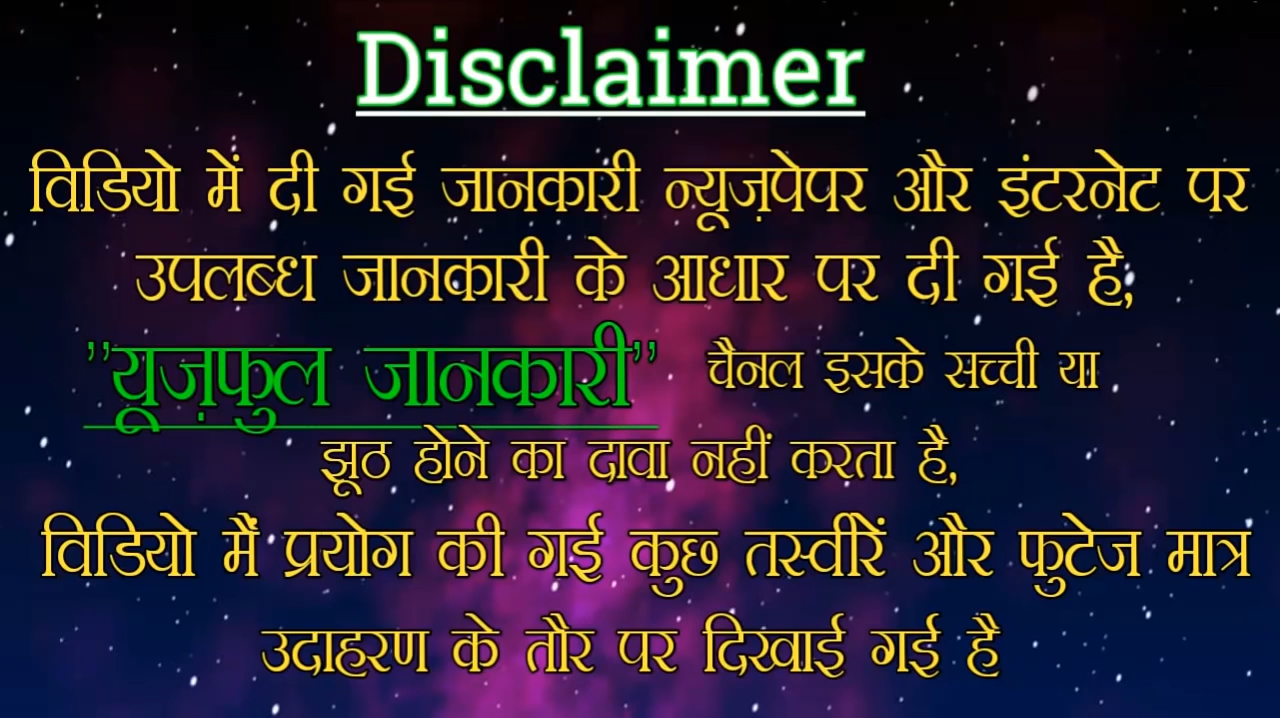 Disclaimer
विडियो में दी गई जानकारी न्यूज़पेपर और इंटरनेट पर
उपलब्ध जानकारी के आधार पर दी गई है,
"यूज़फुल जानकारी" चैनल इसके सच्ची या
झूठ होने का दावा नहीं करता है,
विडियो मैं प्रयोग की गई कुछ तस्वीरें और फुटेज मात्र
उदाहरण के तौर पर दिखाई गई है